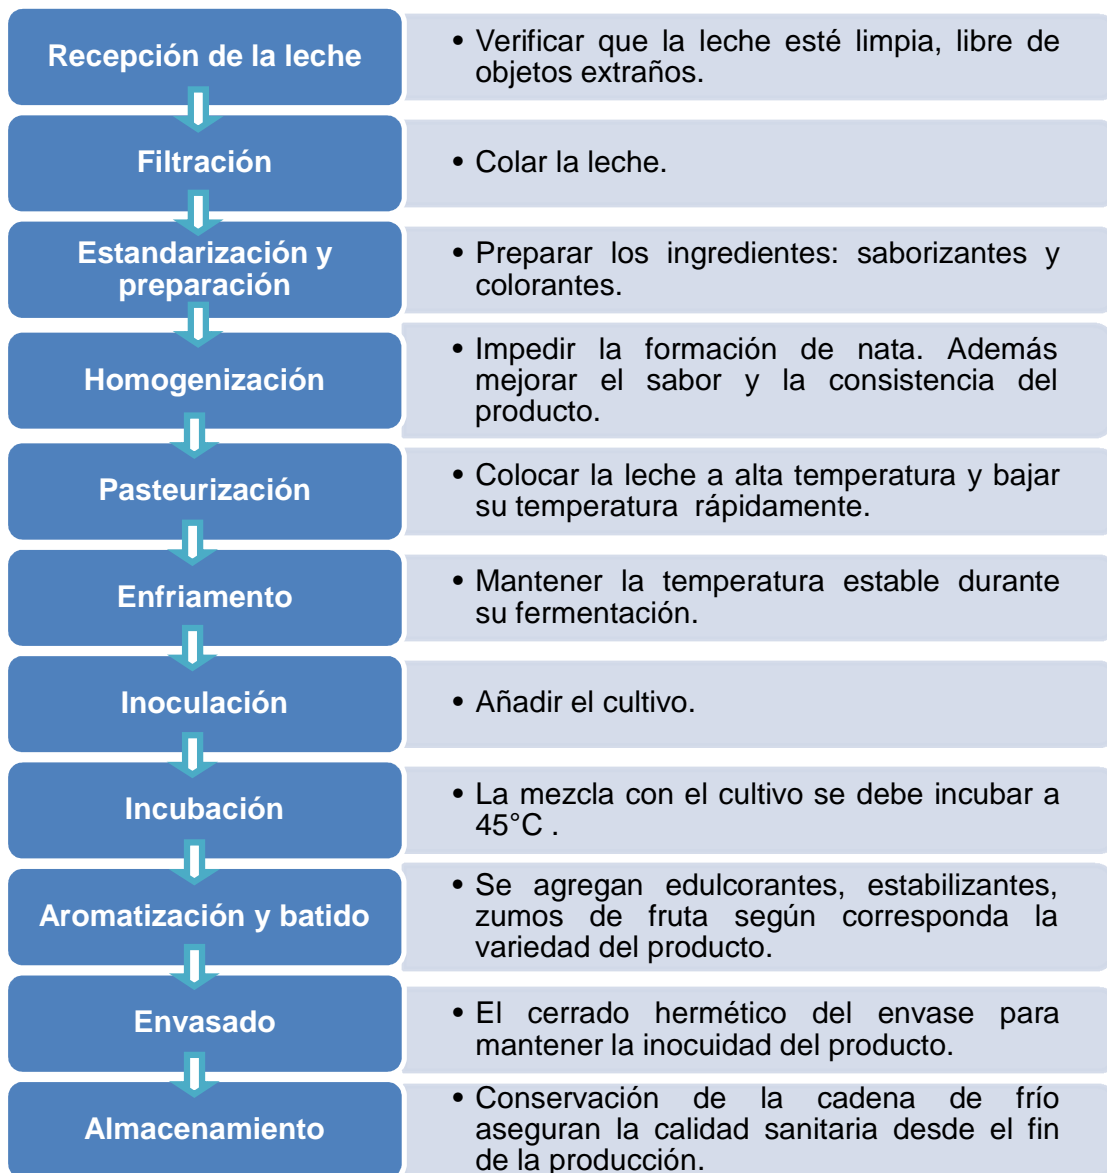 Recepción de la leche
• Verificar que la leche esté limpia, libre de
objetos extraños.
Filtración
• Colar la leche.
Estandarización y
preparación
• Preparar los ingredientes: saborizantes y
colorantes.
Homogenización
• Impedir la formación de nata. Además
mejorar el sabor y la consistencia del
producto.
Pasteurización
• Colocar la leche a alta temperatura y bajar
su temperatura rápidamente.
Enfriamento
• Mantener la temperatura estable durante
su fermentación.
Inoculación
• Añadir el cultivo.
Incubación
• La mezcla con el cultivo se debe incubar a
45°C .
Aromatización y batido
• Se agregan edulcorantes, estabilizantes,
zumos de fruta según corresponda la
variedad del producto.
Envasado
• El cerrado hermético del envase para
mantener la inocuidad del producto.
Almacenamiento
• Conservación de la cadena de frío
aseguran la calidad sanitaria desde el fin
de la producción.